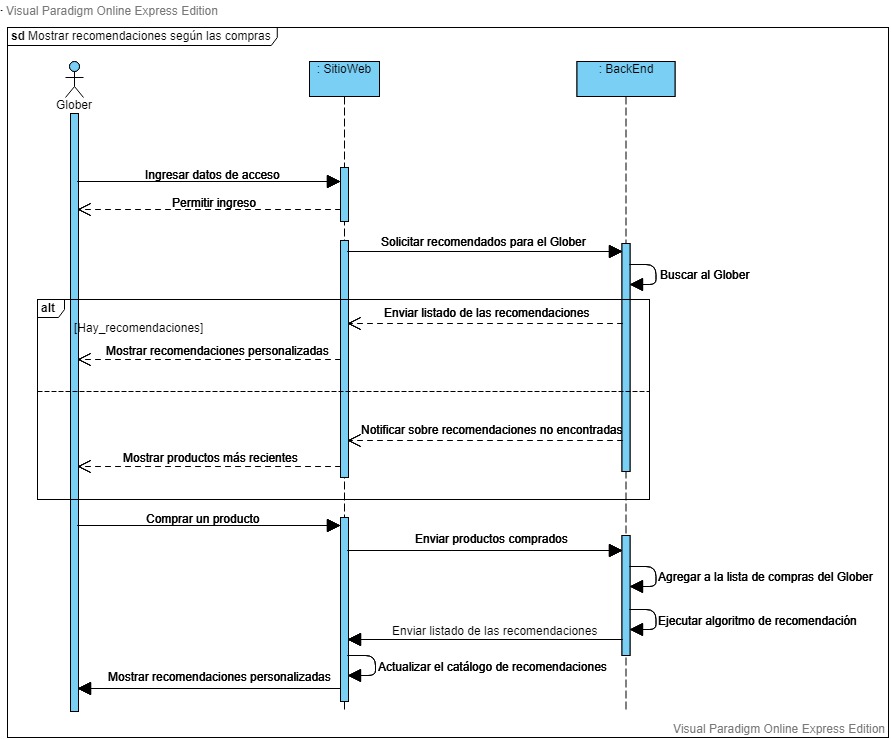 Visual Paradigm Online Express Edition
sd Mostrar recomendaciones según las compras
: SitioWeb
: BackEnd
Glober
Ingresar datos de acceso
Permitir ingreso
Solicitar recomendados para el Glober
Buscar al Glober
alt
Enviar listado de las recomendaciones
[Hay_recomendaciones]
Mostrar recomendaciones personalizadas
Notificar sobre recomendaciones no encontradas
Mostrar productos más recientes
Comprar un producto
Enviar productos comprados
Agregar a la lista de compras del Glober
Ejecutar algoritmo de recomendación
Enviar listado de las recomendaciones
Actualizar el catálogo de recomendaciones
Mostrar recomendaciones personalizadas
Visual Paradigm Online Express Edition